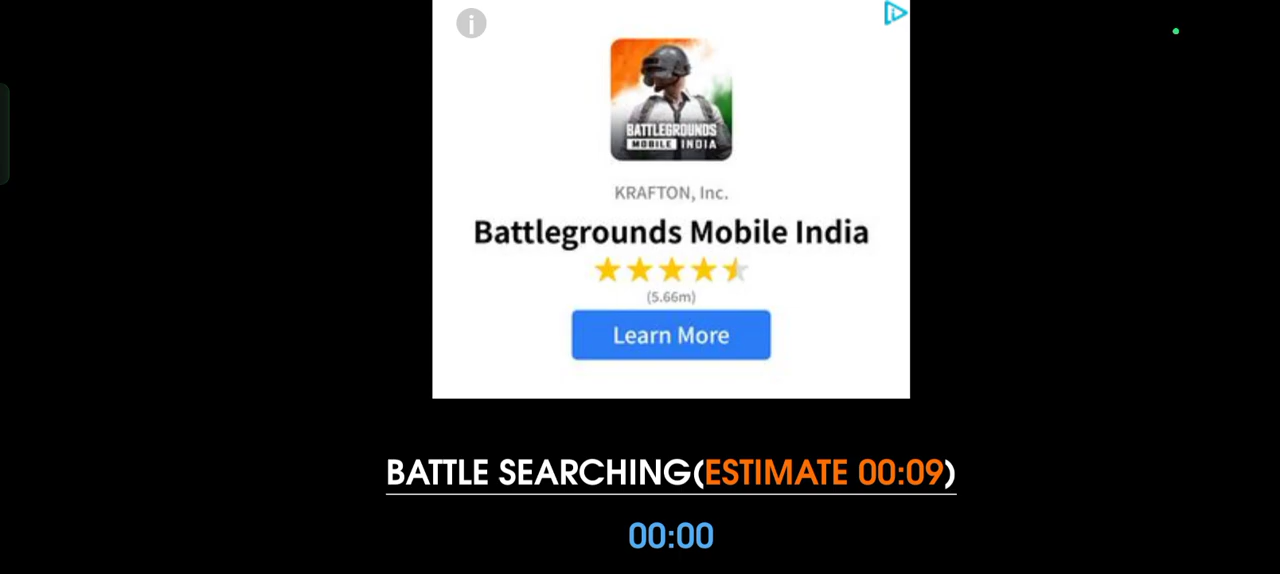 BATTLEGROUNDS
MOBILE INDIA
KRAFTON, Inc.
Battlegrounds Mobile India
(5.66m)
Learn More
BATTLE SEARCHING(ESTIMATE 00:09)
00:00